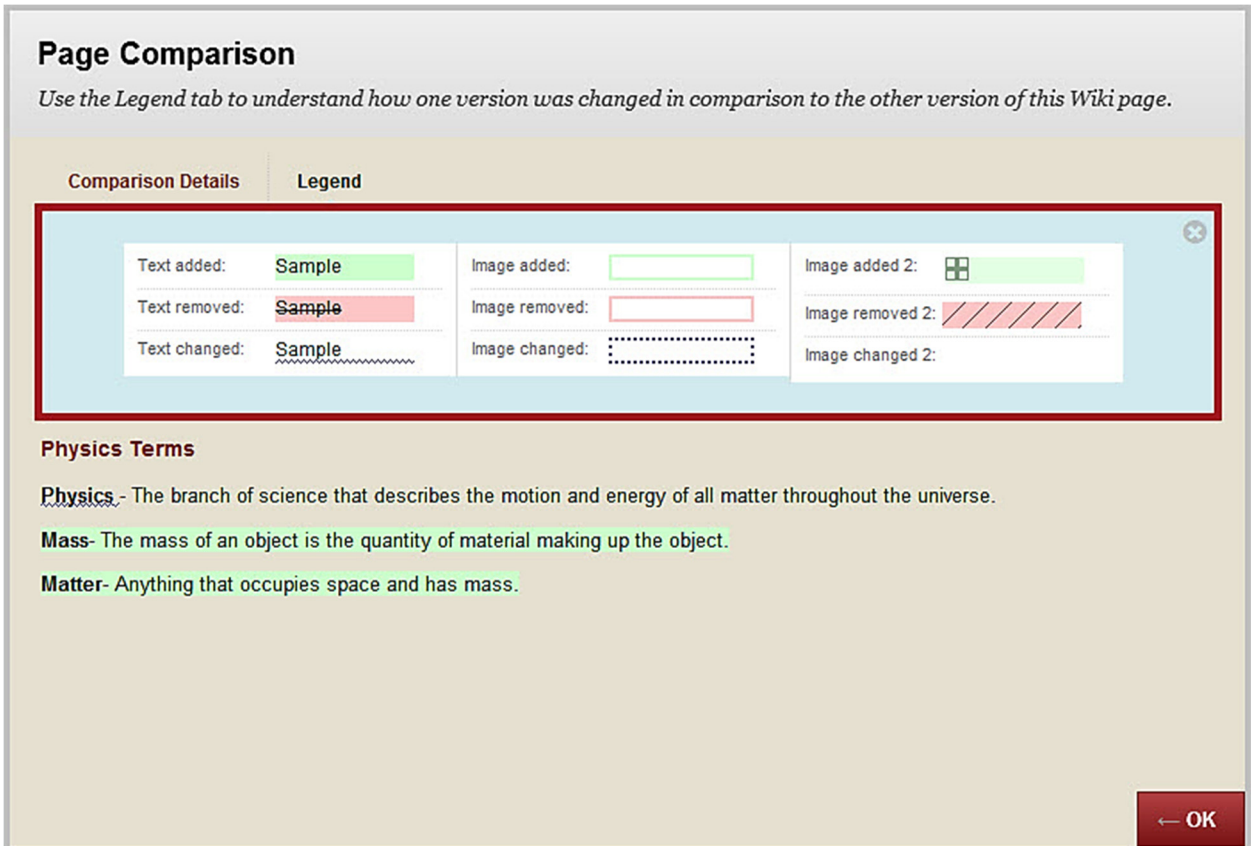 Page Comparison
Use the Legend tab to understand how one version was changed in comparison to the other version of this Wiki page.
Comparison Details
Legend
Text added: Sample
Text removed: Sample
Text changed: Sample
Image added:
Image removed:
Image changed:
Image added 2:
Image removed 2:
Image changed 2:
Physics Terms
Physics - The branch of science that describes the motion and energy of all matter throughout the universe.
Mass- The mass of an object is the quantity of material making up the object.
Matter- Anything that occupies space and has mass.
← OK